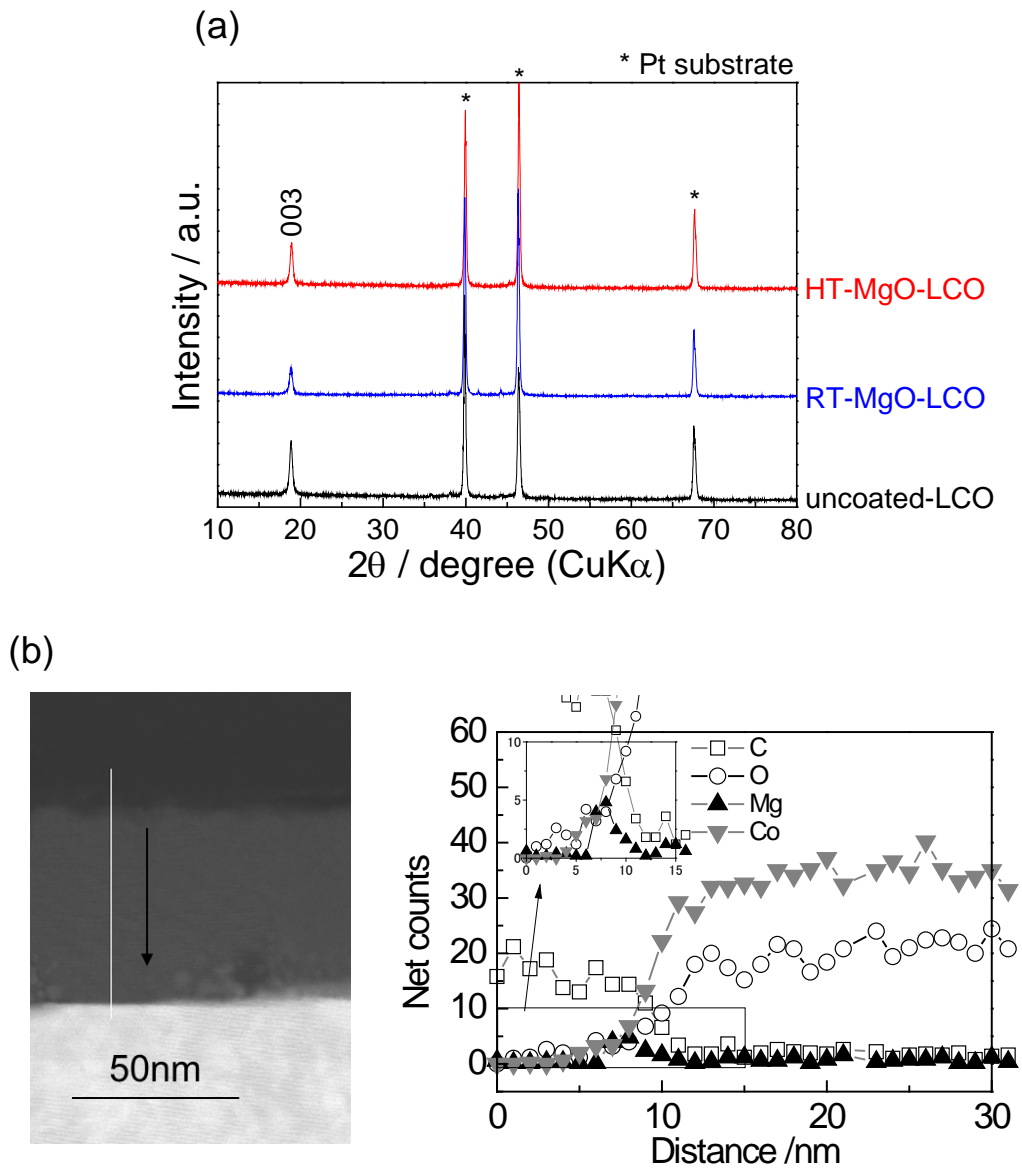 (a)
* Pt substrate
*
*
*
003
Intensity / a.u.
HT-MgO-LCO
RT-MgO-LCO
uncoated-LCO
10 20 30 40 50 60 70 80
2θ / degree (CuKα)
(b)
50nm
60
50
40
30
20
10
0
Net counts
10
5
0
0 5 10 15
C
O
Mg
Co
0 10 20 30
Distance /nm